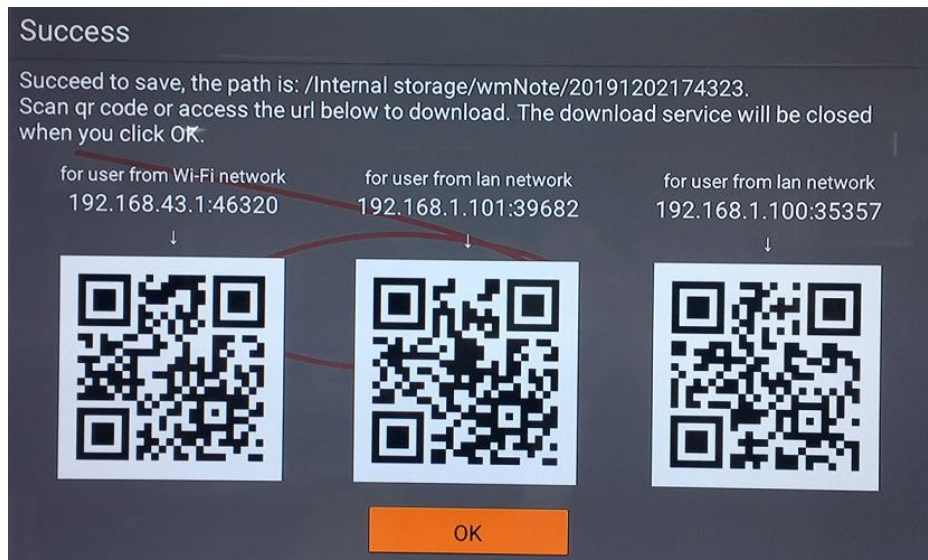 Success
Succeed to save, the path is: /Internal storage/wmNote/20191202174323.
Scan qr code or access the url below to download. The download service will be closed
when you click OK.
for user from Wi-Fi network
192.168.43.1:46320
↓
for user from lan network
192.168.1.101:39682
↓
for user from lan network
192.168.1.100:35357
↓
OK